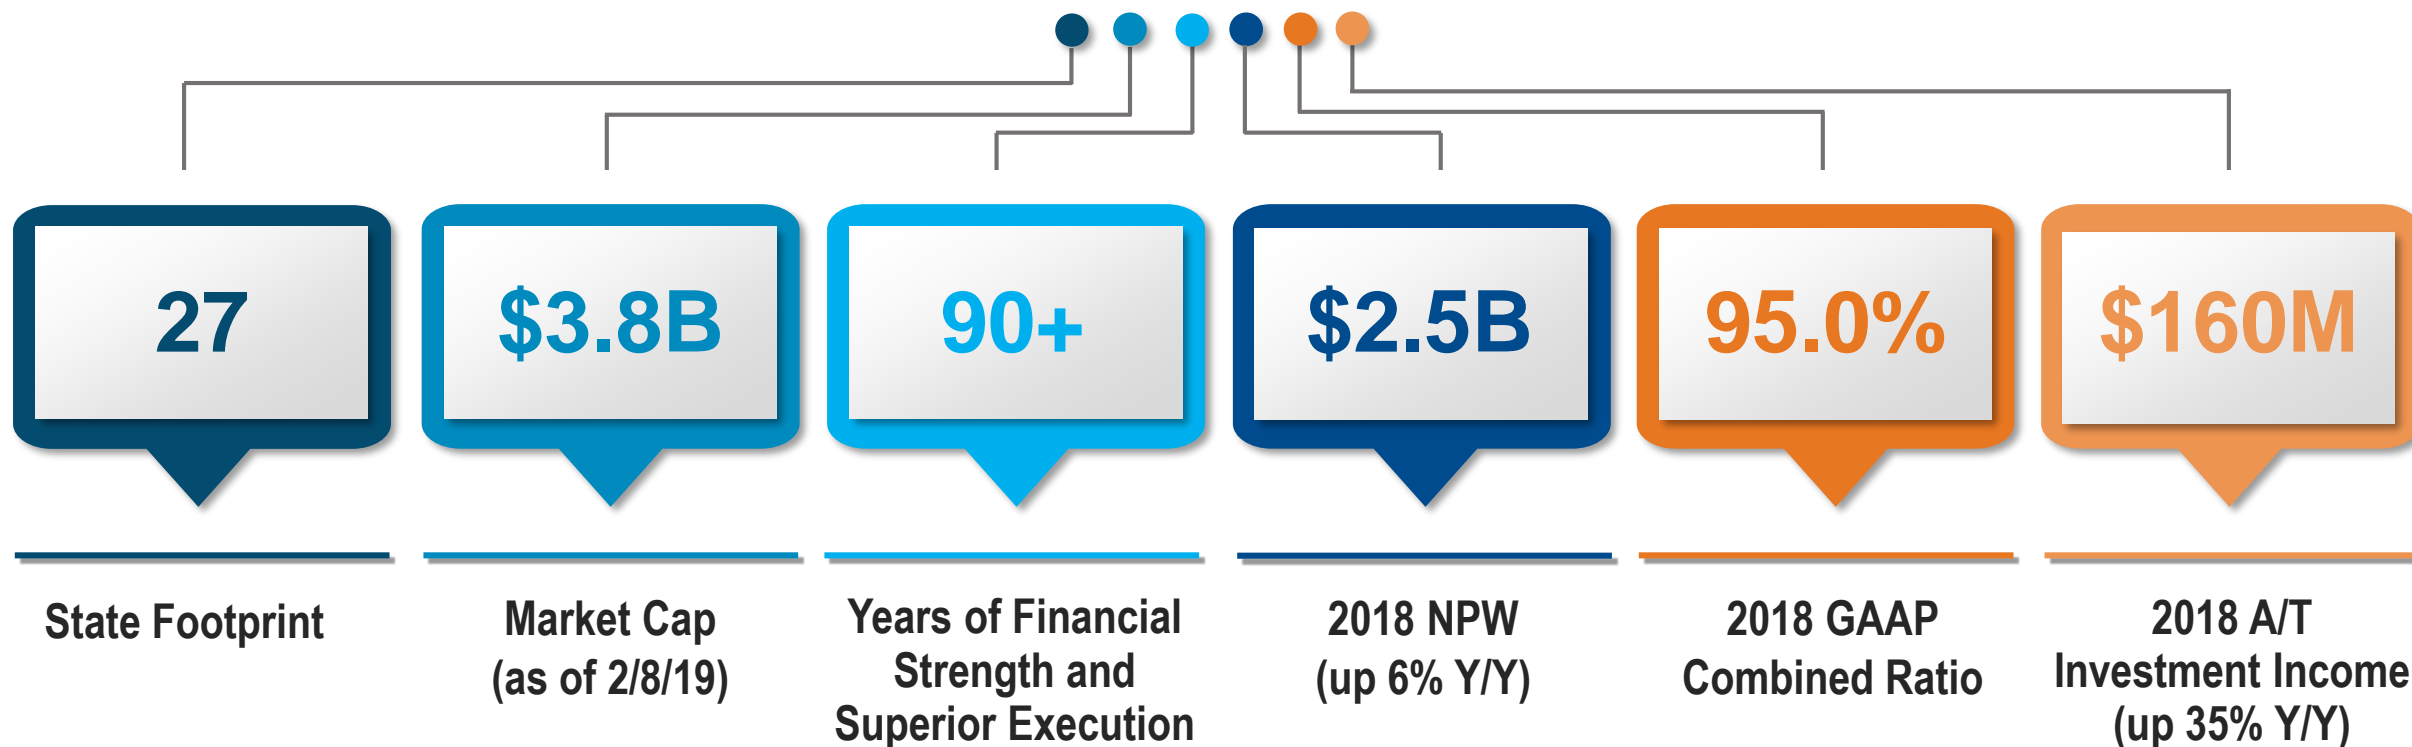 27
State Footprint
$3.8B
Market Cap
(as of 2/8/19)
90+
Years of Financial
Strength and
Superior Execution
$2.5B
2018 NPW
(up 6% Y/Y)
95.0%
2018 GAAP
Combined Ratio
$160M
2018 A/T
Investment Income
(up 35% Y/Y)